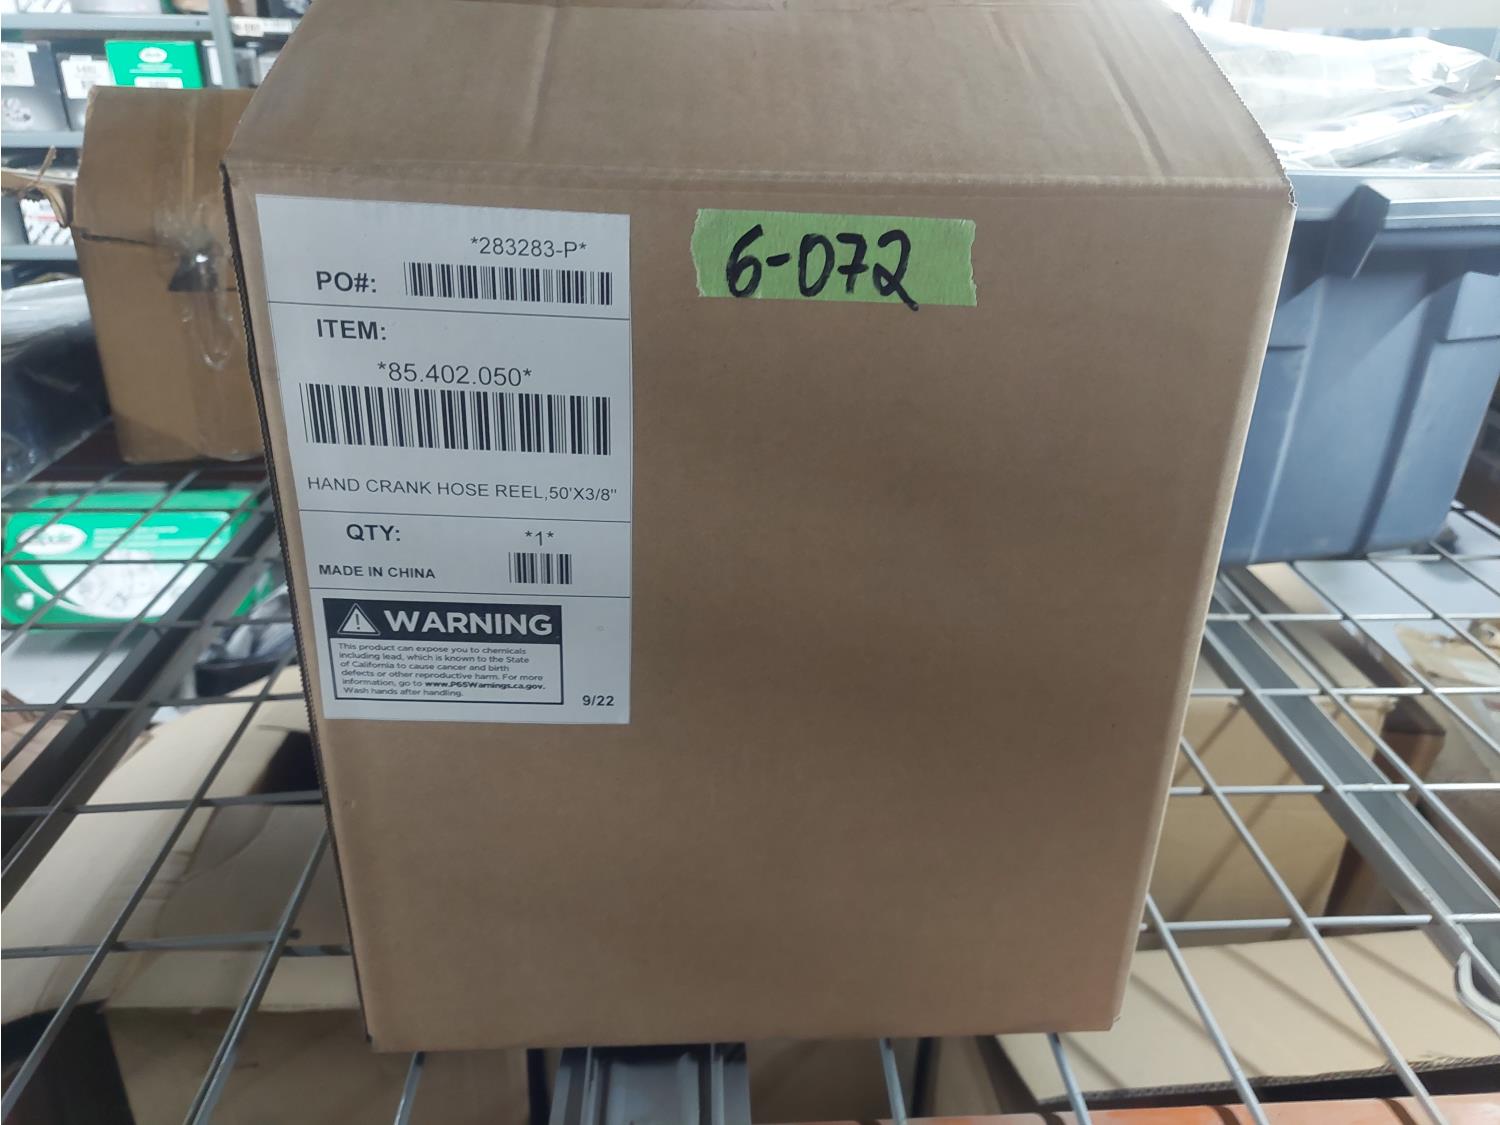 *283283-P*
PO#:
ITEM:
*85.402.050*
HAND CRANK HOSE REEL,50'X3/8"
QTY:
*1*
MADE IN CHINA
WARNING
This product can expose you to chemicals
including lead, which is known to the State
of California to cause cancer and birth
defects or other reproductive harm. For more
information, go to www.P65Warnings.ca.gov.
Wash hands after handling.
9/22
6-072